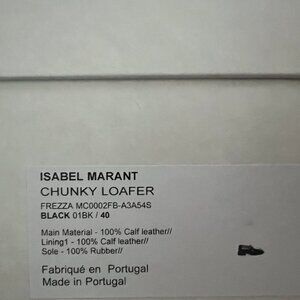 ISABEL MARANT
CHUNKY LOAFER
FREZZA MC0002FB-A3A54S
BLACK 01BK / 40
Main Material - 100% Calf leather//
Lining1 - 100% Calf leather//
Sole - 100% Rubber//
Fabriqué en Portugal
Made in Portugal